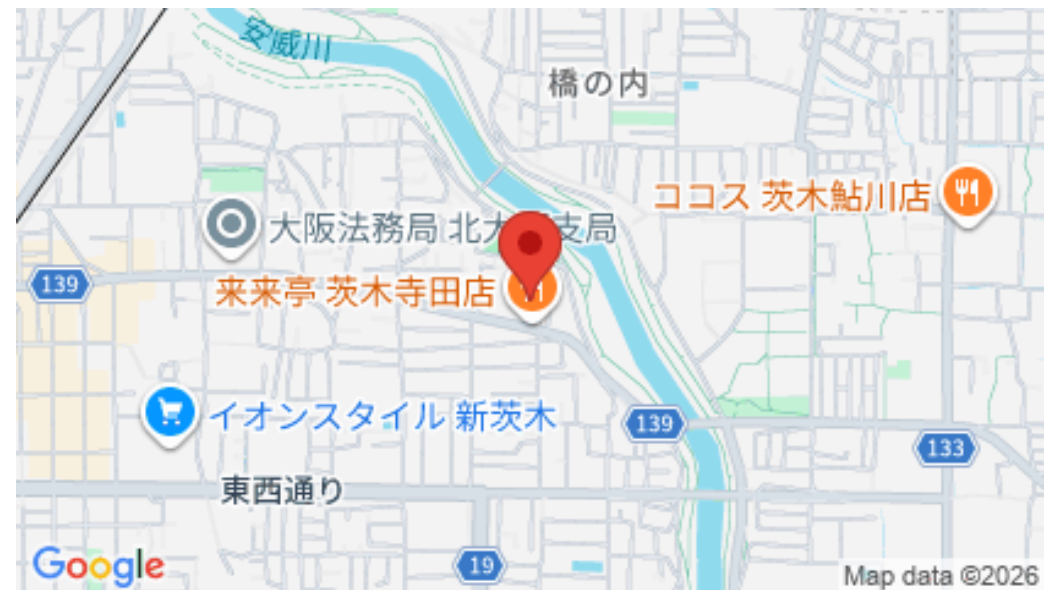 安威川
橋の内
ココス 茨木鮎川店
大阪法務局 北大 支局
139
来来亭 茨木寺田店
イオンスタイル 新茨木
139
133
東西通り
19
Google
Map data ©2026